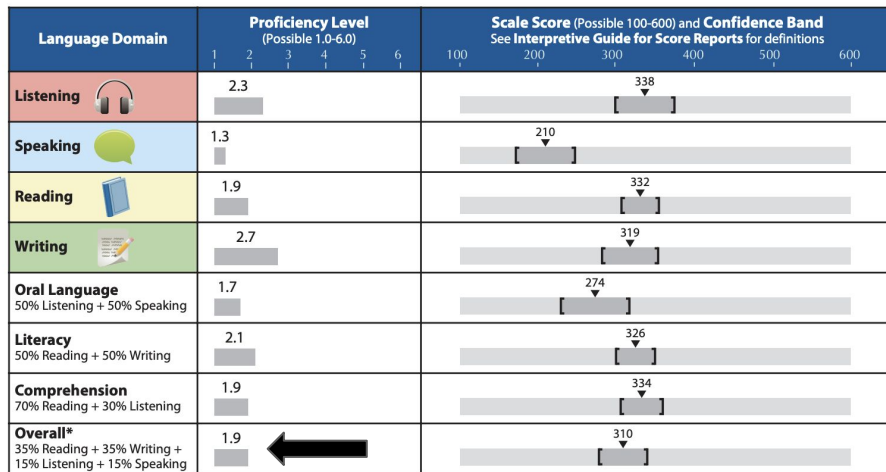 Language Domain
Proficiency Level
(Possible 1.0-6.0)
1 2 3 4 5 6
Scale Score (Possible 100-600) and Confidence Band
See Interpretive Guide for Score Reports for definitions
100 200 300 400 500 600
Listening
2.3
338
Speaking
1.3
210
Reading
1.9
332
Writing
2.7
319
Oral Language
50% Listening + 50% Speaking
1.7
274
Literacy
50% Reading + 50% Writing
2.1
326
Comprehension
70% Reading + 30% Listening
1.9
334
Overall*
35% Reading + 35% Writing +
15% Listening + 15% Speaking
1.9
310